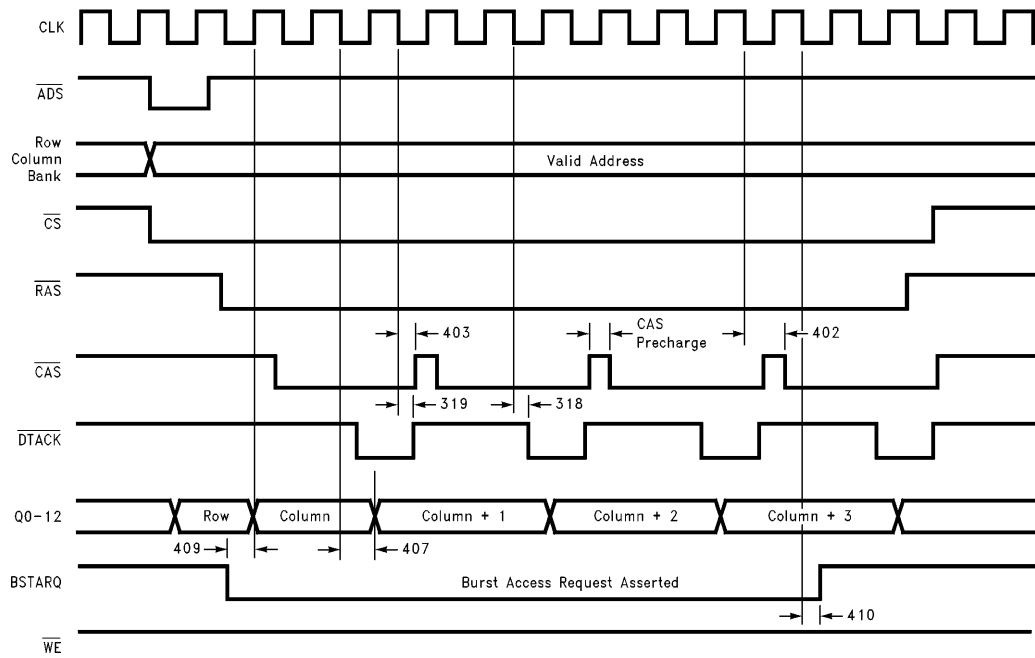 CLK
ADS
Row
Column
Bank
Valid Address
CS
RAS
403
CAS
Precharge
402
CAS
319
318
DTACK
Q0-12
Row
Column
Column + 1
Column + 2
Column + 3
409
407
BSTARQ
Burst Access Request Asserted
410
WE